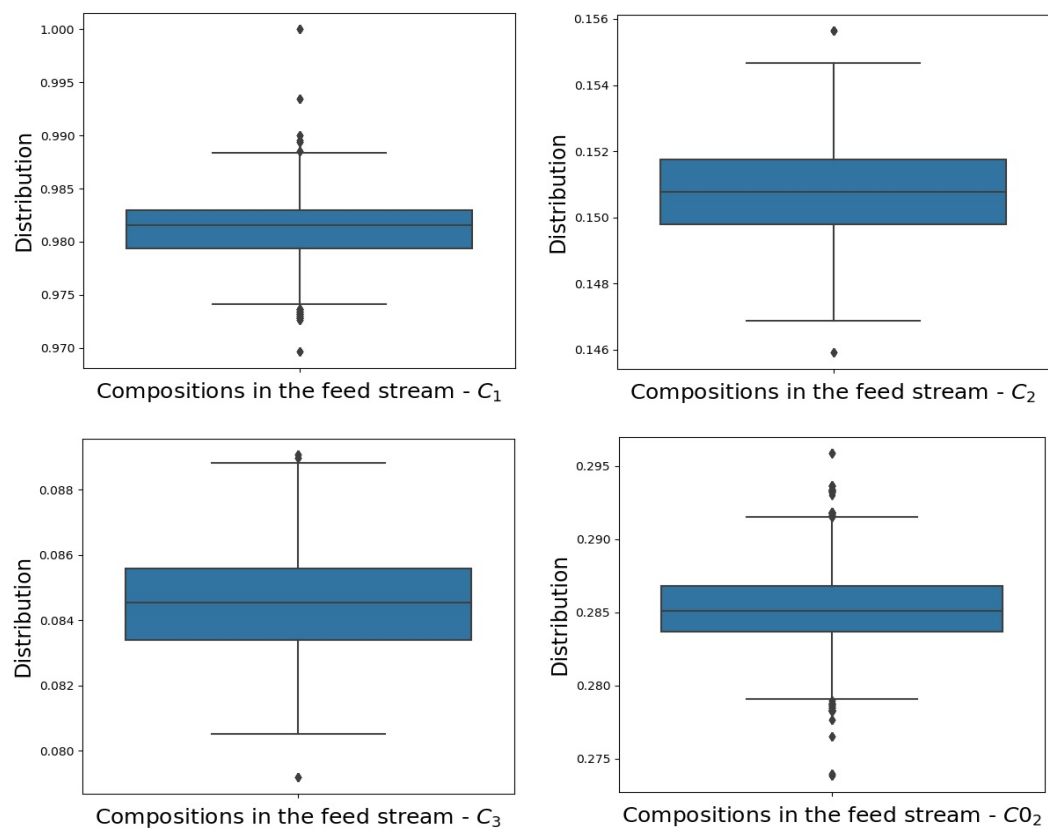 1.000
0.995
0.990
0.985
0.980
0.975
0.970
Distribution
Compositions in the feed stream - C₁
0.156
0.154
0.152
0.150
0.148
0.146
Distribution
Compositions in the feed stream - C₂
0.088
0.086
0.084
0.082
0.080
Distribution
Compositions in the feed stream - C₃
0.295
0.290
0.285
0.280
0.275
Distribution
Compositions in the feed stream - C0₂